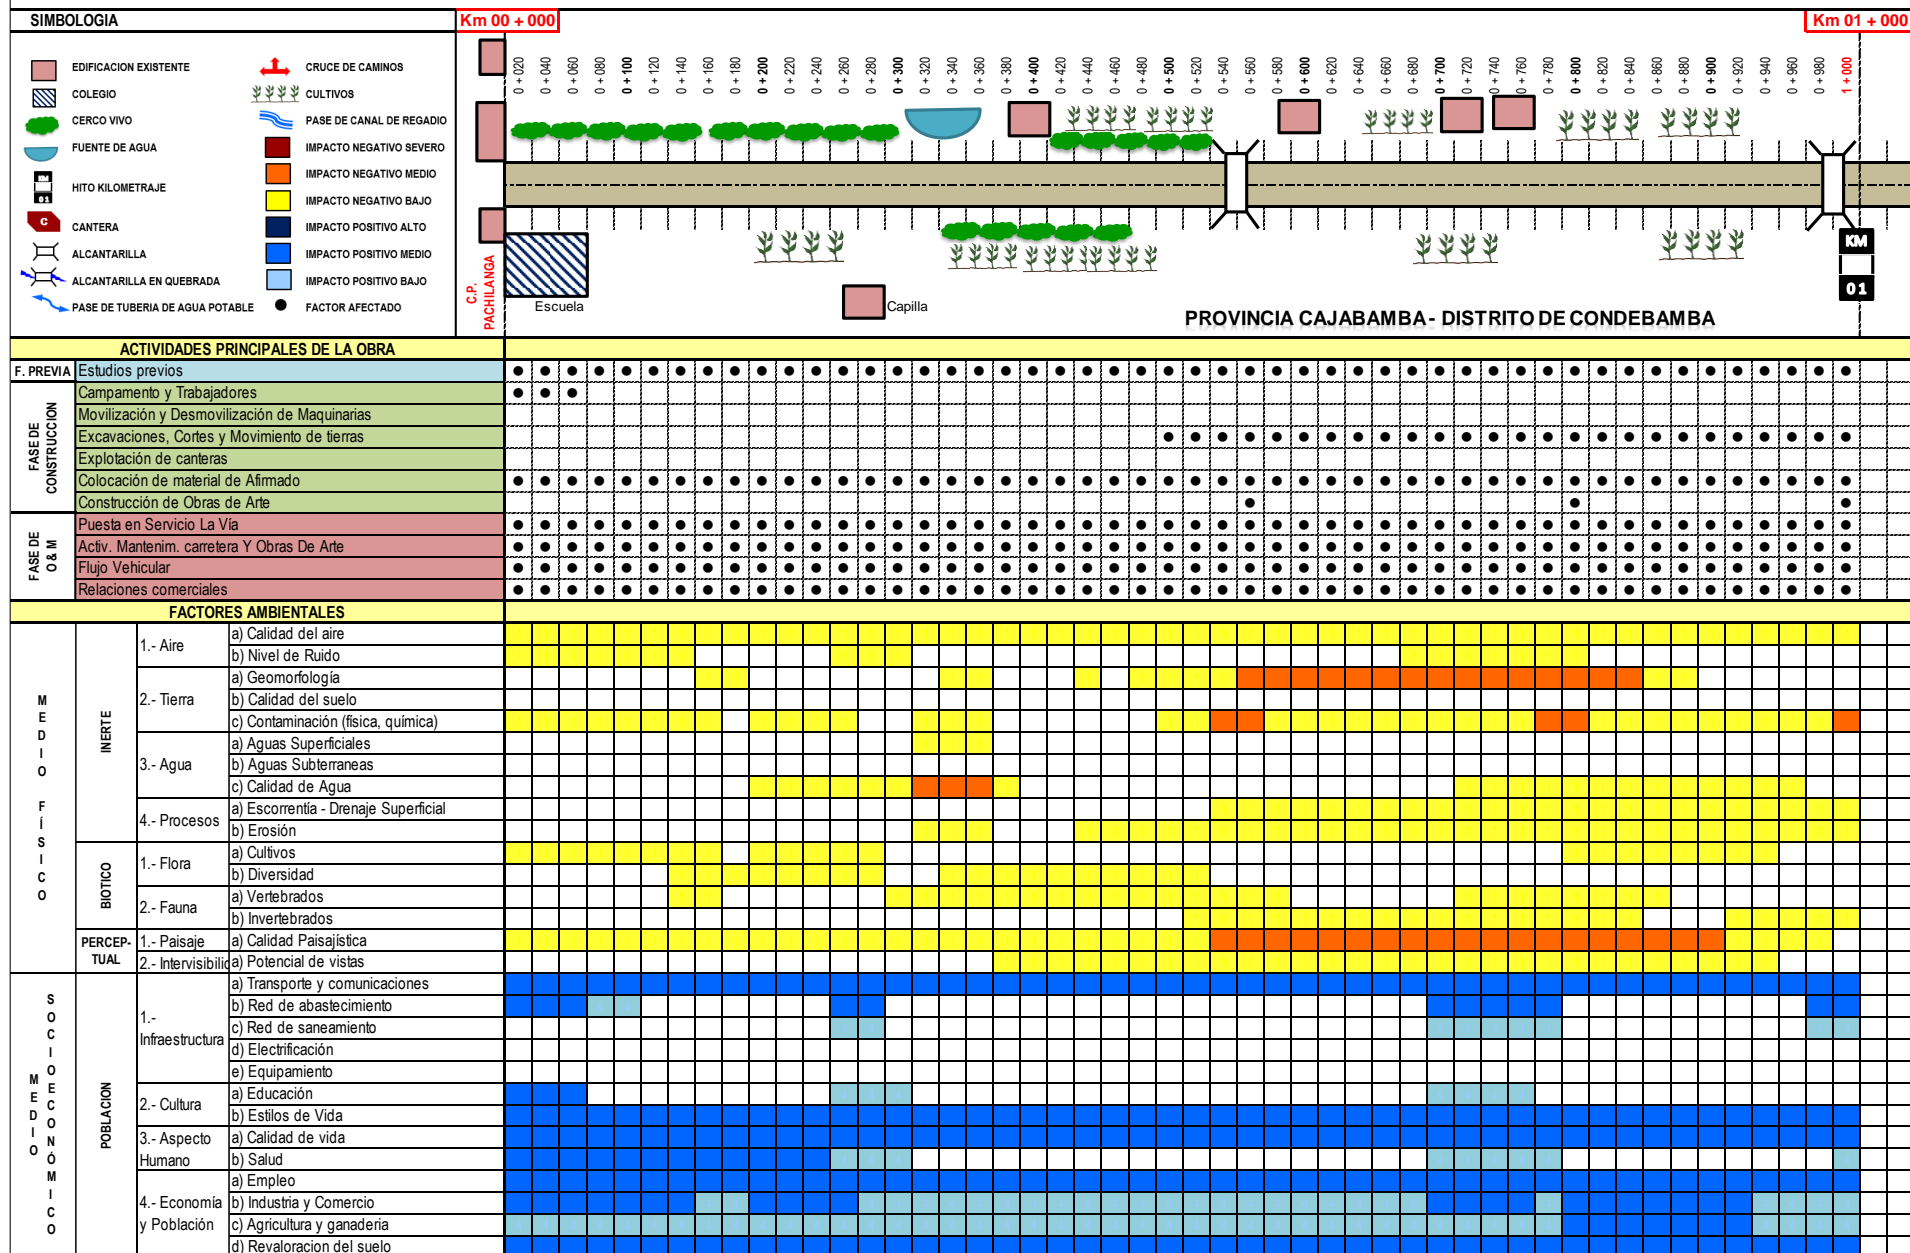 SIMBOLOGIA
Km 00 + 000
Km 01 + 000
EDIFICACION EXISTENTE
CRUCE DE CAMINOS
COLEGIO
CULTIVOS
CERCO VIVO
PASE DE CANAL DE REGADIO
FUENTE DE AGUA
IMPACTO NEGATIVO SEVERO
IMPACTO NEGATIVO MEDIO
HITO KILOMETRAJE
01
IMPACTO NEGATIVO BAJO
C
CANTERA
IMPACTO POSITIVO ALTO
ALCANTARILLA
IMPACTO POSITIVO MEDIO
ALCANTARILLA EN QUEBRADA
IMPACTO POSITIVO BAJO
PASE DE TUBERIA DE AGUA POTABLE
FACTOR AFECTADO
0 + 020
0 + 040
0 + 060
0 + 080
0 + 100
0 + 120
0 + 140
0 + 160
0 + 180
0 + 200
0 + 220
0 + 240
0 + 260
0 + 280
0 + 300
0 + 320
0 + 340
0 + 360
0 + 380
0 + 400
0 + 420
0 + 440
0 + 460
0 + 480
0 + 500
0 + 520
0 + 540
0 + 560
0 + 580
0 + 600
0 + 620
0 + 640
0 + 660
0 + 680
0 + 700
0 + 720
0 + 740
0 + 760
0 + 780
0 + 800
0 + 820
0 + 840
0 + 860
0 + 880
0 + 900
0 + 920
0 + 940
0 + 960
0 + 980
1 + 000
C.P.
PACHILANGA
Escuela
Capilla
KM
01
PROVINCIA CAJABAMBA - DISTRITO DE CONDEBAMBA
ACTIVIDADES PRINCIPALES DE LA OBRA
F. PREVIA
Estudios previos
FASE DE
CONSTRUCCION
Campamento y Trabajadores
Movilización y Desmovilización de Maquinarias
Excavaciones, Cortes y Movimiento de tierras
Explotación de canteras
Colocación de material de Afirmado
Construcción de Obras de Arte
FASE DE
O & M
Puesta en Servicio La Vía
Activ. Mantenim. carretera Y Obras De Arte
Flujo Vehicular
Relaciones comerciales
FACTORES AMBIENTALES
MEDIO FÍSICO
INERTE
1.- Aire
a) Calidad del aire
b) Nivel de Ruido
2.- Tierra
a) Geomorfología
b) Calidad del suelo
c) Contaminación (física, química)
3.- Agua
a) Aguas Superficiales
b) Aguas Subterraneas
c) Calidad de Agua
4.- Procesos
a) Escorrentía - Drenaje Superficial
b) Erosión
BIOTICO
1.- Flora
a) Cultivos
b) Diversidad
2.- Fauna
a) Vertebrados
b) Invertebrados
PERCEP-
TUAL
1.- Paisaje
a) Calidad Paisajística
2.- Intervisibilid
a) Potencial de vistas
MEDIO
SOCIOECONÓMICO
POBLACION
1.-
Infraestructura
a) Transporte y comunicaciones
b) Red de abastecimiento
c) Red de saneamiento
d) Electrificación
e) Equipamiento
2.- Cultura
a) Educación
b) Estilos de Vida
3.- Aspecto
Humano
a) Calidad de vida
b) Salud
4.- Economía
y Población
a) Empleo
b) Industria y Comercio
c) Agricultura y ganaderia
d) Revaloracion del suelo